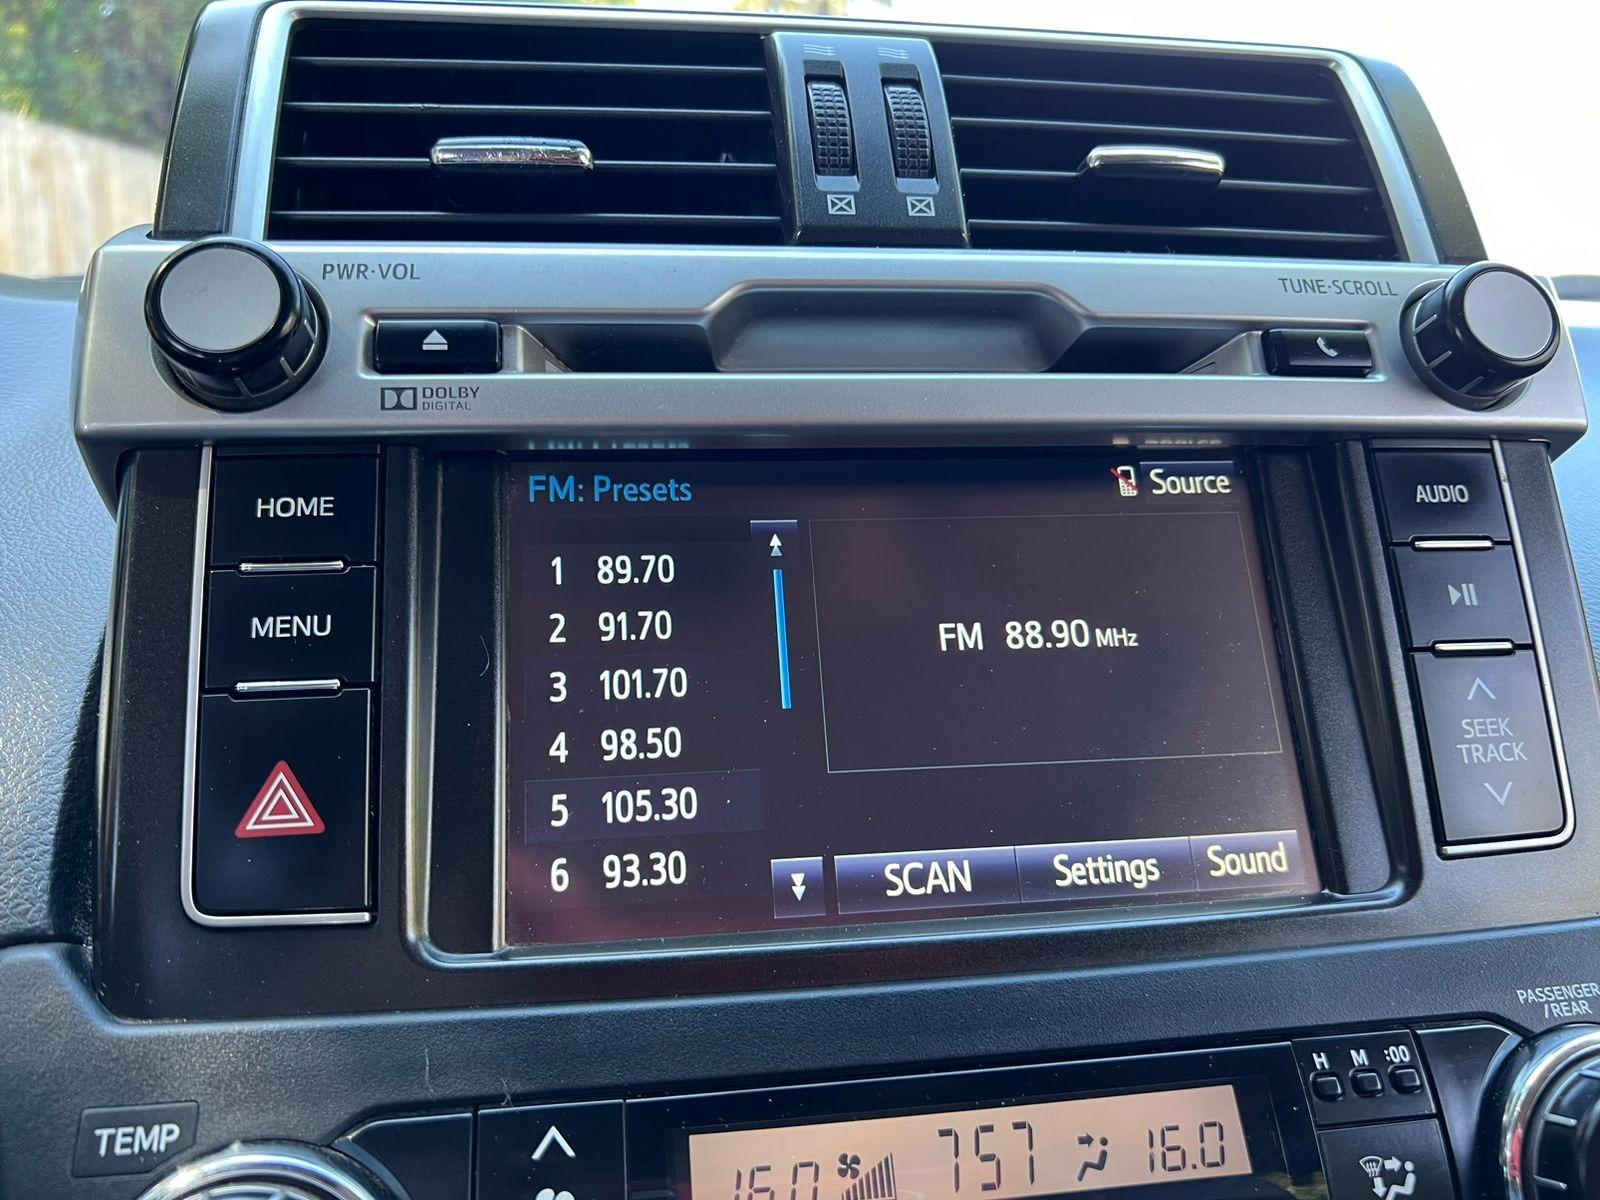 PWR·VOL
TUNE·SCROLL
DOLBY
DIGITAL
HOME
MENU
FM: Presets
Source
1 89.70
2 91.70
3 101.70
4 98.50
5 105.30
6 93.30
FM 88.90 MHz
SCAN
Settings
Sound
AUDIO
SEEK
TRACK
PASSENGER
/REAR
H M :00
TEMP
16.0
757
16.0